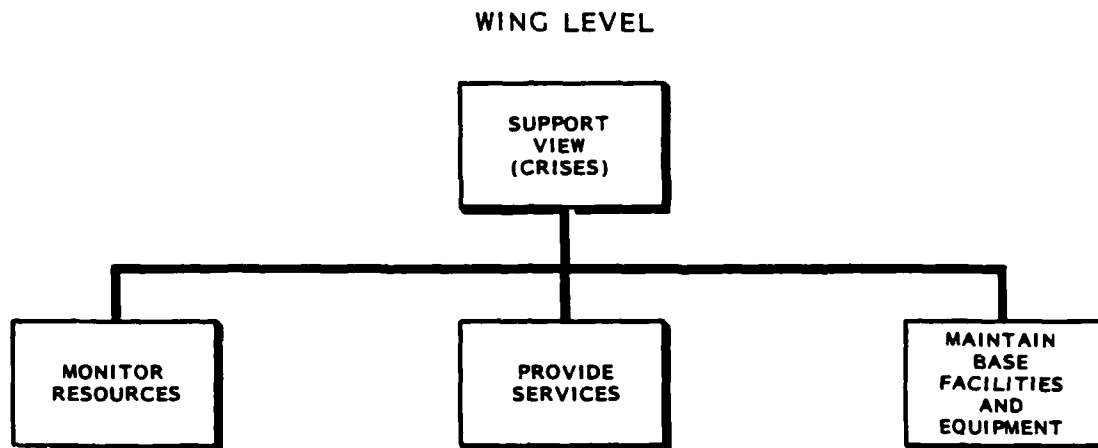 WING LEVEL
SUPPORT
VIEW
(CRISES)
MONITOR
RESOURCES
PROVIDE
SERVICES
MAINTAIN
BASE
FACILITIES
AND
EQUIPMENT